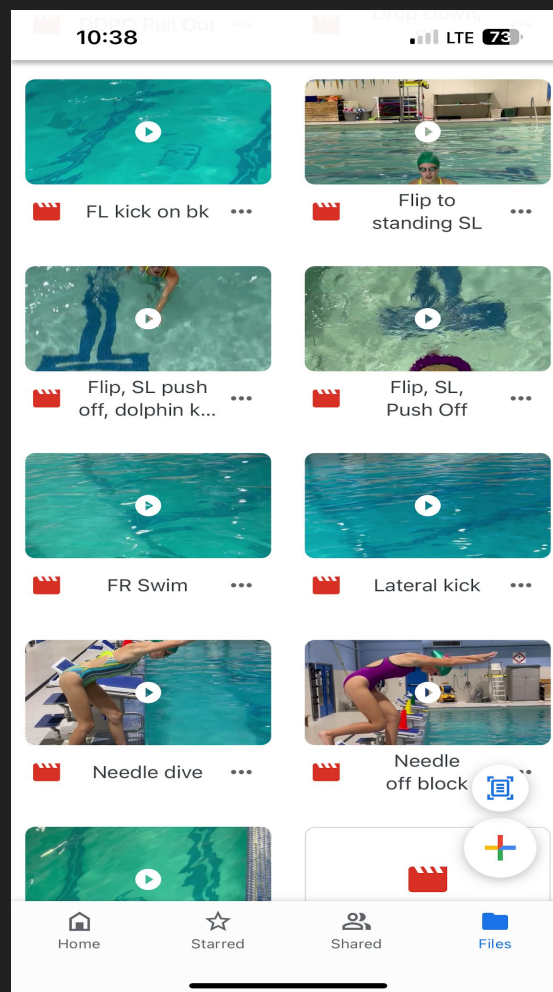 10:38
LTE 73
FL kick on bk
Flip to
standing SL
Flip, SL push
off, dolphin k...
Flip, SL,
Push Off
FR Swim
Lateral kick
Needle dive
Needle
off block
Home
Starred
Shared
Files